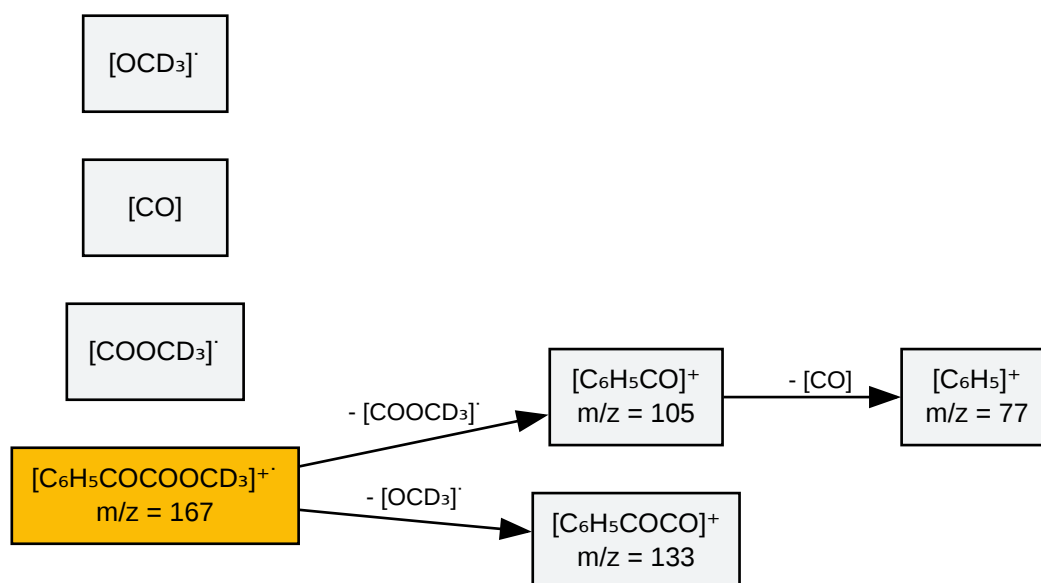 [OCD₃]˙
[CO]
[COOCD₃]˙
[C₆H₅COCOOCD₃]⁺˙
m/z = 167
- [COOCD₃]˙
- [OCD₃]˙
[C₆H₅CO]⁺
m/z = 105
- [CO]
[C₆H₅]⁺
m/z = 77
[C₆H₅COCO]⁺
m/z = 133